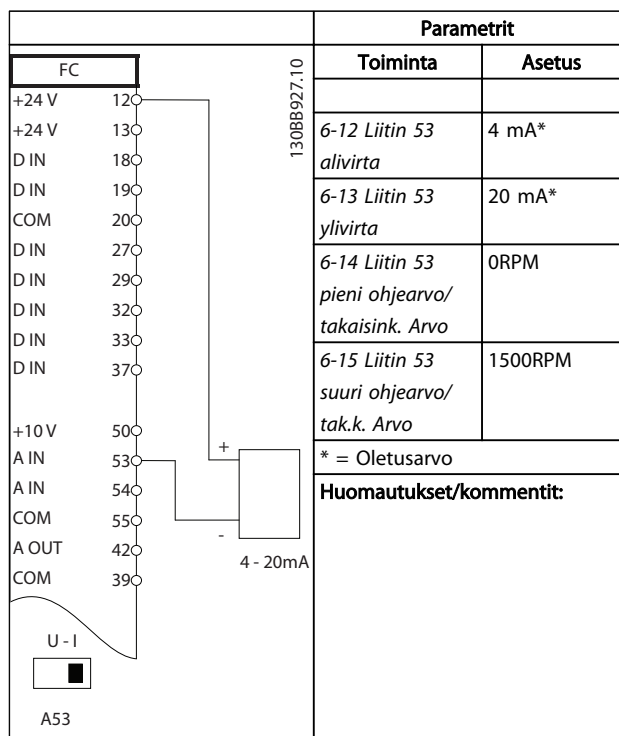 FC
130BB927.10
+24 V 12
+24 V 13
D IN 18
D IN 19
COM 20
D IN 27
D IN 29
D IN 32
D IN 33
D IN 37
+10 V 50
A IN 53
A IN 54
COM 55
A OUT 42
COM 39
+
-
4 - 20mA
U - I
A53
Parametrit
Toiminta Asetus
6-12 Liitin 53 4 mA*
alivirta
6-13 Liitin 53 20 mA*
ylivirta
6-14 Liitin 53 0RPM
pieni ohjearvo/
takaisink. Arvo
6-15 Liitin 53 1500RPM
suuri ohjearvo/
tak.k. Arvo
* = Oletusarvo
Huomautukset/kommentit: